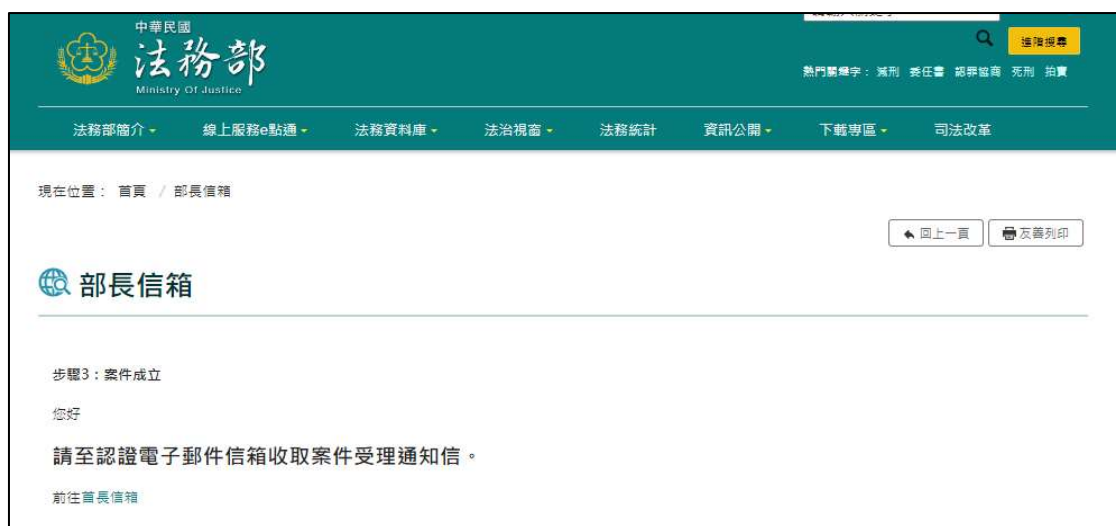 中華民國
法務部
Ministry Of Justice
進階搜尋
熱門關鍵字：減刑 委任書 認罪協商 死刑 拍賣
法務部簡介 線上服務e點通 法務資料庫 法治視窗 法務統計 資訊公開 下載專區 司法改革
現在位置： 首頁 / 部長信箱
回上一頁 友善列印
部長信箱
步驟3：案件成立
您好
請至認證電子郵件信箱收取案件受理通知信。
前往首長信箱